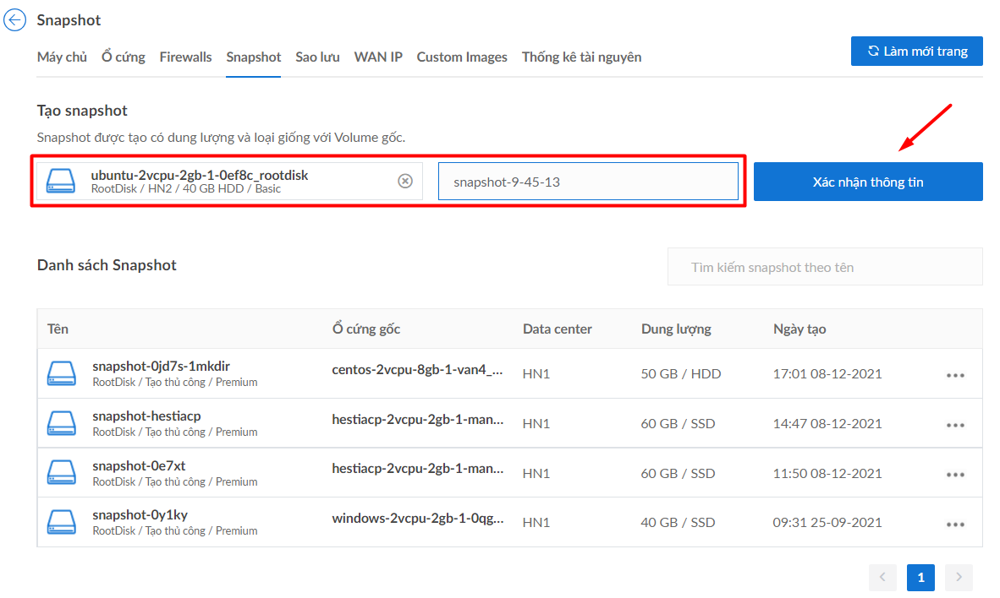 Snapshot
Máy chủ Ổ cứng Firewalls Snapshot Sao lưu WAN IP Custom Images Thống kê tài nguyên
Làm mới trang
Tạo snapshot
Snapshot được tạo có dung lượng và loại giống với Volume gốc.
ubuntu-2vcpu-2gb-1-0ef8c_rootdisk
RootDisk / HN2 / 40 GB HDD / Basic
snapshot-9-45-13
Xác nhận thông tin
Danh sách Snapshot
Tìm kiếm snapshot theo tên
Tên Ổ cứng gốc Data center Dung lượng Ngày tạo
snapshot-0jd7s-1mkdir
RootDisk / Tạo thủ công / Premium
centos-2vcpu-8gb-1-van4_... HN1 50 GB / HDD 17:01 08-12-2021
snapshot-hestiacp
RootDisk / Tạo thủ công / Premium
hestiacp-2vcpu-2gb-1-man... HN1 60 GB / SSD 14:47 08-12-2021
snapshot-0e7xt
RootDisk / Tạo thủ công / Premium
hestiacp-2vcpu-2gb-1-man... HN1 60 GB / SSD 11:50 08-12-2021
snapshot-0y1ky
RootDisk / Tạo thủ công / Premium
windows-2vcpu-2gb-1-0qg... HN1 40 GB / SSD 09:31 25-09-2021
1